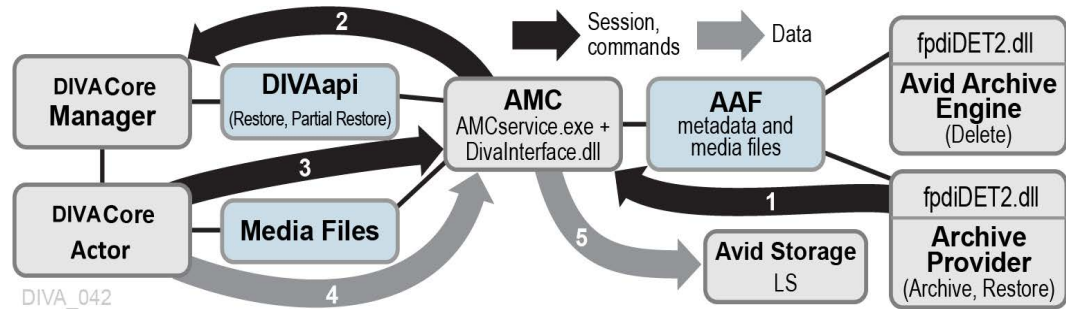 2
Session,
commands
Data
fpdiDET2.dll
Avid Archive
Engine
(Delete)
DIVACore
Manager
DIVAapi
(Restore, Partial Restore)
AMC
AMCservice.exe +
DivaInterface.dll
AAF
metadata and
media files
3
1
DIVACore
Actor
Media Files
4
5
Avid Storage
LS
fpdiDET2.dll
Archive
Provider
(Archive, Restore)
DIVA_042